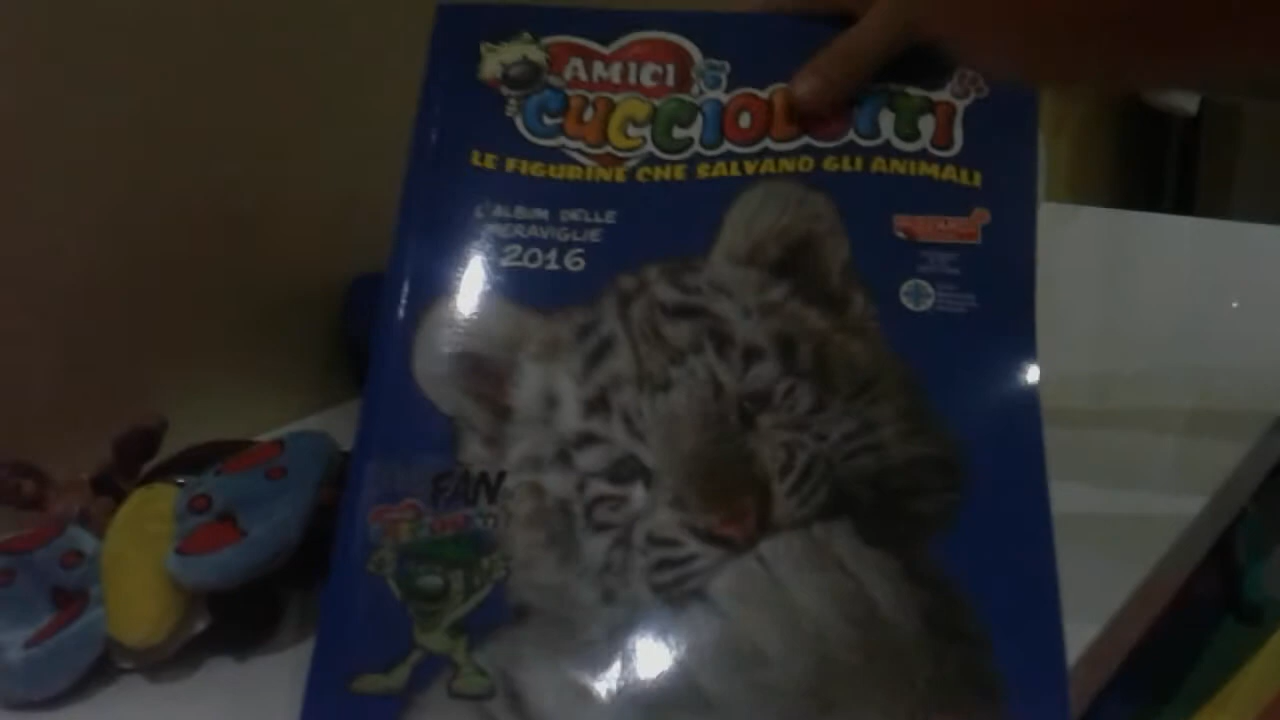 AMICI
CUCCIOLOTTI
LE FIGURINE CHE SALVANO GLI ANIMALI
L'ALBUM DELLE
MERAVIGLIE
2016
FAN